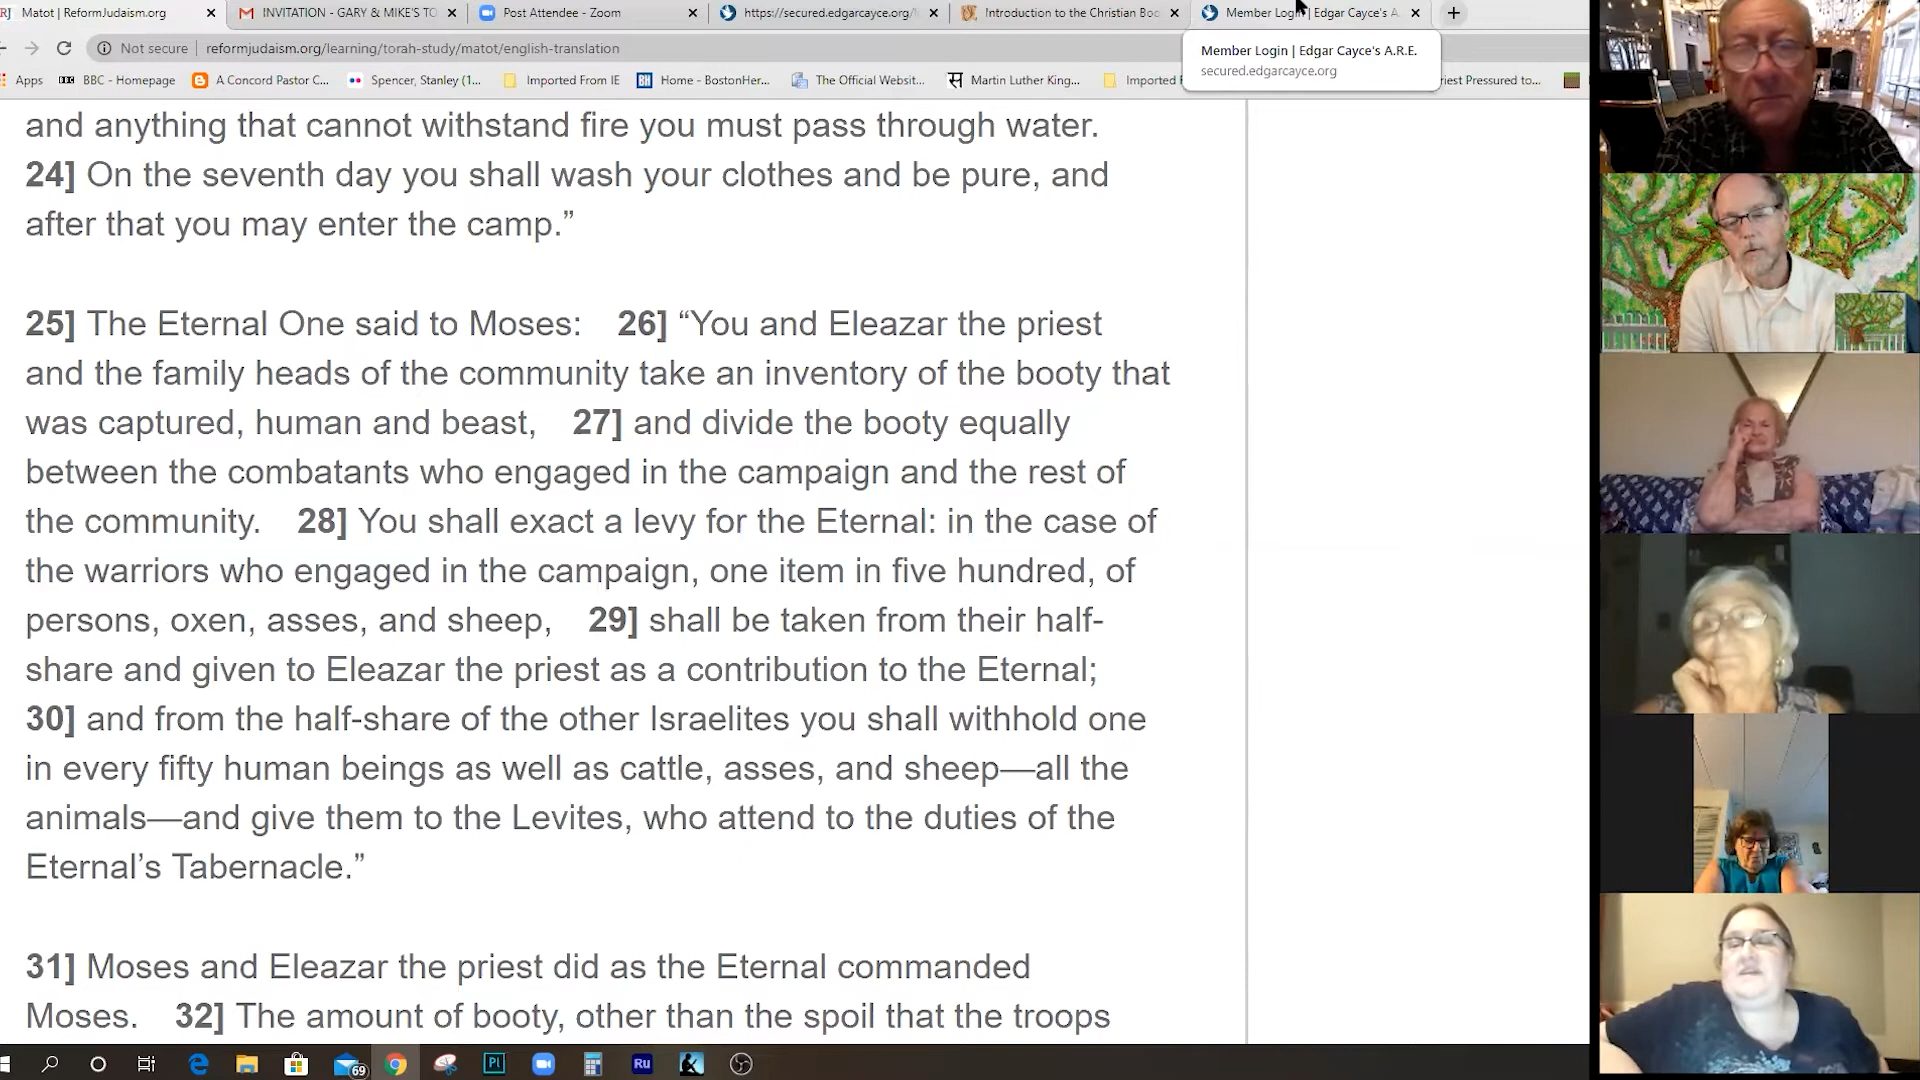 RJ Matot | ReformJudaism.org
INVITATION - GARY & MIKE'S TO
Post Attendee - Zoom
https://secured.edgarcayce.org/l
Introduction to the Christian Boo
Member Login | Edgar Cayce's A.
Not secure reformjudaism.org/learning/torah-study/matot/english-translation
Member Login | Edgar Cayce's A.R.E.
secured.edgarcayce.org
Apps
BBC - Homepage
A Concord Pastor C...
Spencer, Stanley (1...
Imported From IE
BH Home - BostonHer...
The Official Websit...
Martin Luther King...
Imported
riest Pressured to...
and anything that cannot withstand fire you must pass through water.
24] On the seventh day you shall wash your clothes and be pure, and
after that you may enter the camp.”
25] The Eternal One said to Moses: 26] “You and Eleazar the priest
and the family heads of the community take an inventory of the booty that
was captured, human and beast, 27] and divide the booty equally
between the combatants who engaged in the campaign and the rest of
the community. 28] You shall exact a levy for the Eternal: in the case of
the warriors who engaged in the campaign, one item in five hundred, of
persons, oxen, asses, and sheep, 29] shall be taken from their half-
share and given to Eleazar the priest as a contribution to the Eternal;
30] and from the half-share of the other Israelites you shall withhold one
in every fifty human beings as well as cattle, asses, and sheep—all the
animals—and give them to the Levites, who attend to the duties of the
Eternal’s Tabernacle.”
31] Moses and Eleazar the priest did as the Eternal commanded
Moses. 32] The amount of booty, other than the spoil that the troops
69
Pl
Ru